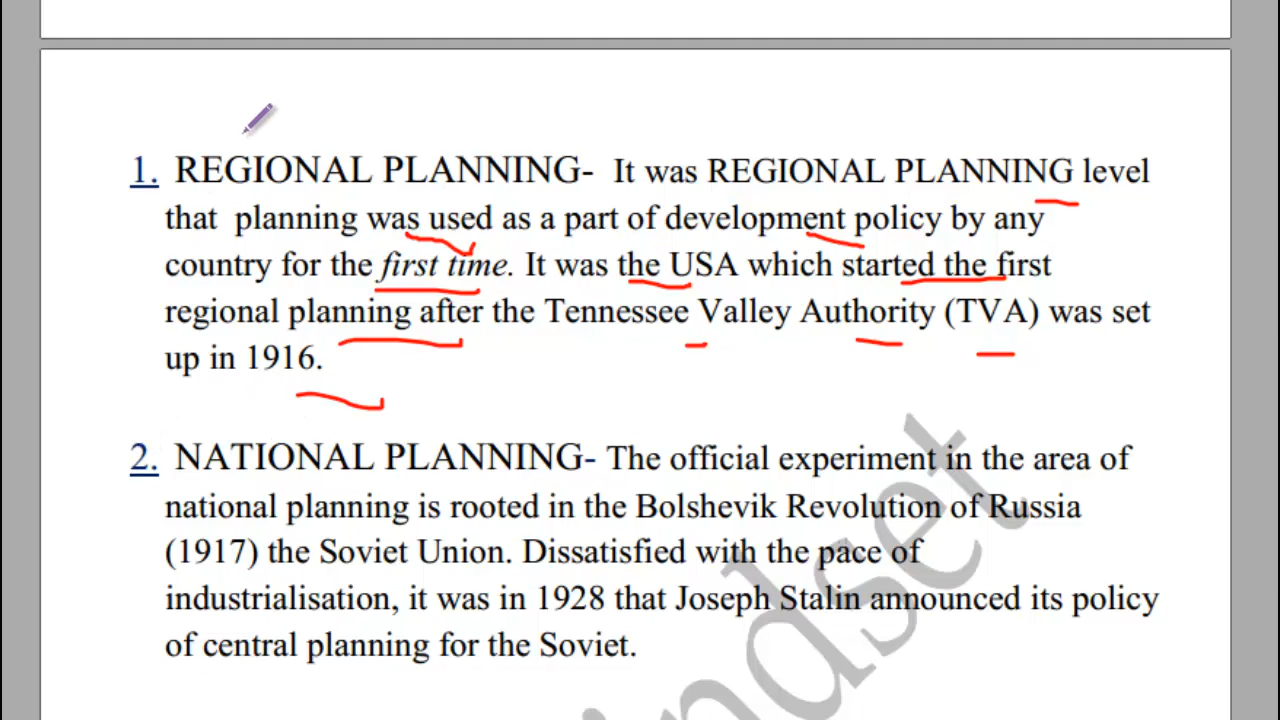 1. REGIONAL PLANNING- It was REGIONAL PLANNING level
that planning was used as a part of development policy by any
country for the first time. It was the USA which started the first
regional planning after the Tennessee Valley Authority (TVA) was set
up in 1916.
2. NATIONAL PLANNING- The official experiment in the area of
national planning is rooted in the Bolshevik Revolution of Russia
(1917) the Soviet Union. Dissatisfied with the pace of
industrialisation, it was in 1928 that Joseph Stalin announced its policy
of central planning for the Soviet.
indset